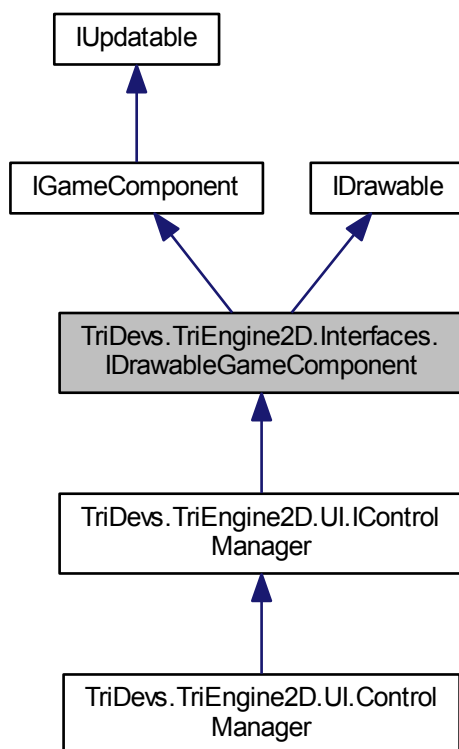 IUpdatable
IGameComponent
IDrawable
TriDevs.TriEngine2D.Interfaces.
IDrawableGameComponent
TriDevs.TriEngine2D.UI.IControl
Manager
TriDevs.TriEngine2D.UI.Control
Manager